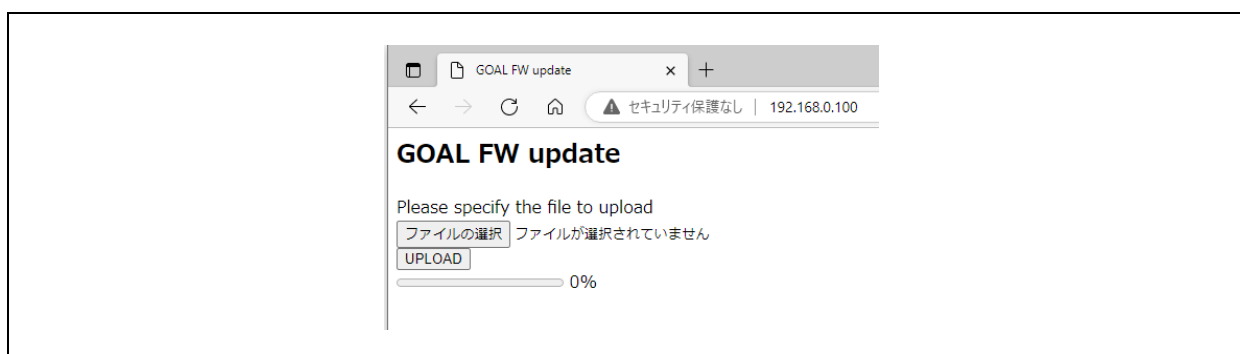 GOAL FW update
セキュリティ保護なし | 192.168.0.100
GOAL FW update
Please specify the file to upload
ファイルの選択 ファイルが選択されていません
UPLOAD
0%